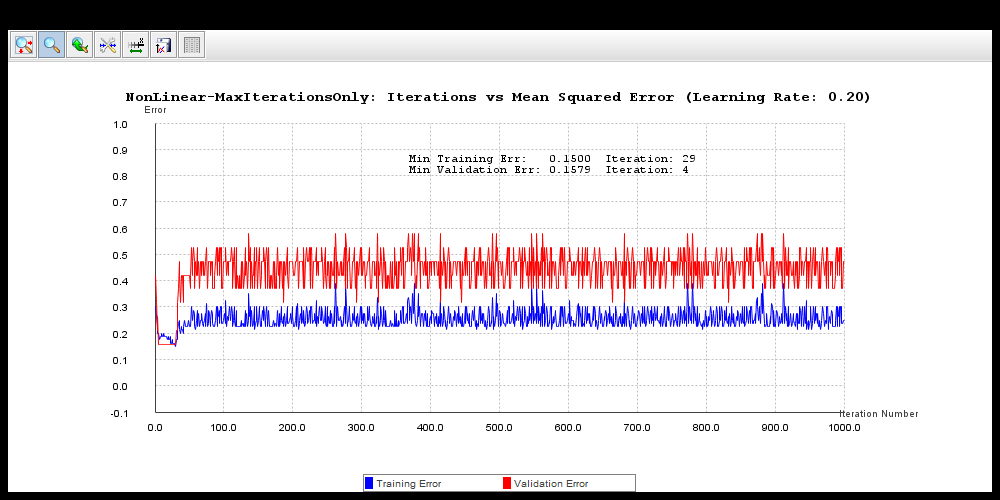 NonLinear-MaxIterationsOnly: Iterations vs Mean Squared Error (Learning Rate: 0.20)
Error
Min Training Err: 0.1500 Iteration: 29
Min Validation Err: 0.1579 Iteration: 4
1.0
0.9
0.8
0.7
0.6
0.5
0.4
0.3
0.2
0.1
0.0
-0.1
Iteration Number
0.0 100.0 200.0 300.0 400.0 500.0 600.0 700.0 800.0 900.0 1000.0
Training Error Validation Error